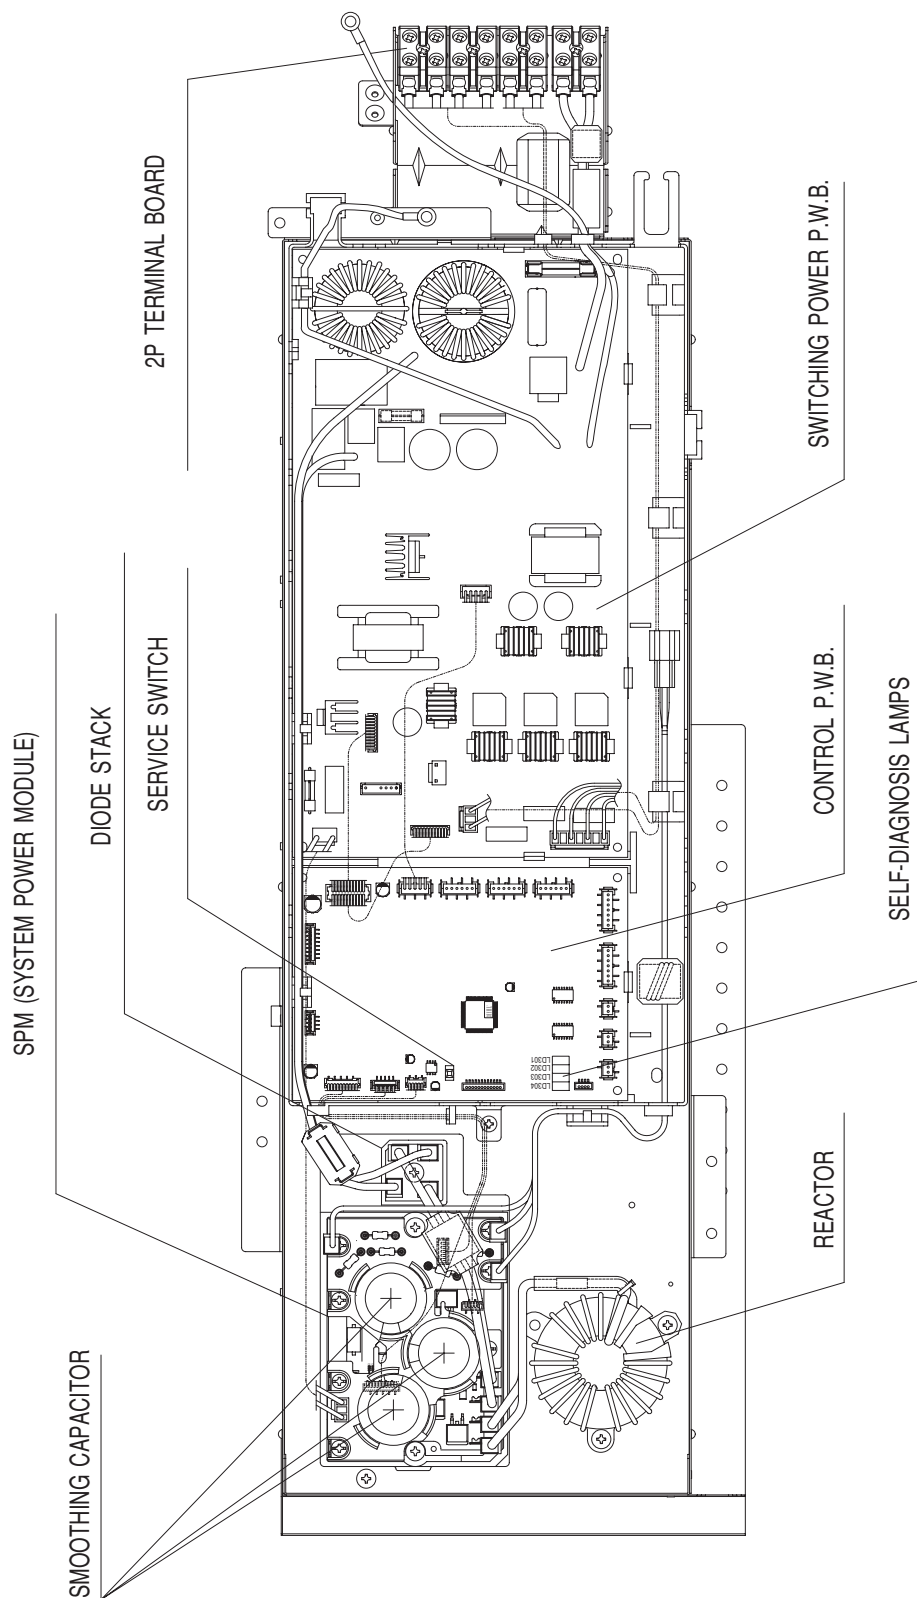 SMOOTHING CAPACITOR
SPM (SYSTEM POWER MODULE)
DIODE STACK
SERVICE SWITCH
2P TERMINAL BOARD
REACTOR
SELF-DIAGNOSIS LAMPS
CONTROL P.W.B.
SWITCHING POWER P.W.B.
LD301
LD302
LD303
LD304